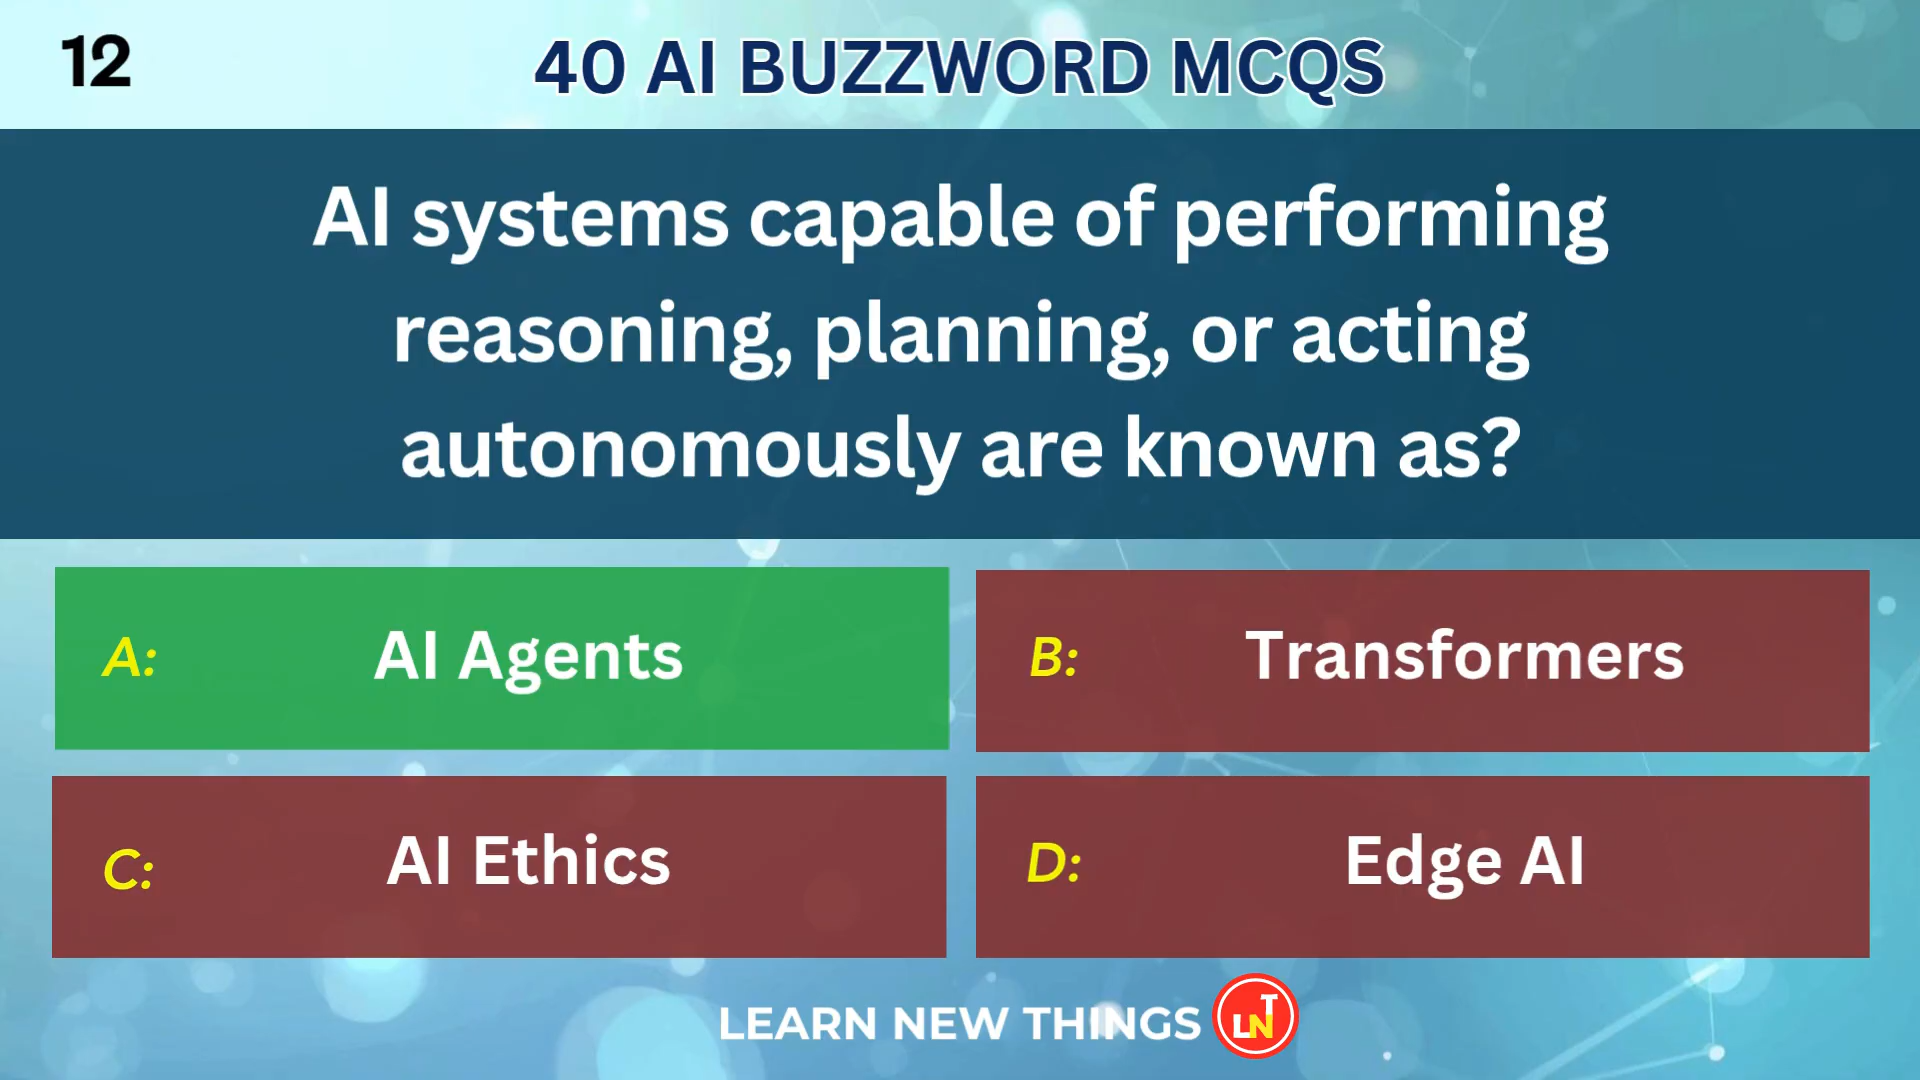 12
40 AI BUZZWORD MCQS
AI systems capable of performing
reasoning, planning, or acting
autonomously are known as?
A: AI Agents
B: Transformers
C: AI Ethics
D: Edge AI
LEARN NEW THINGS LNT